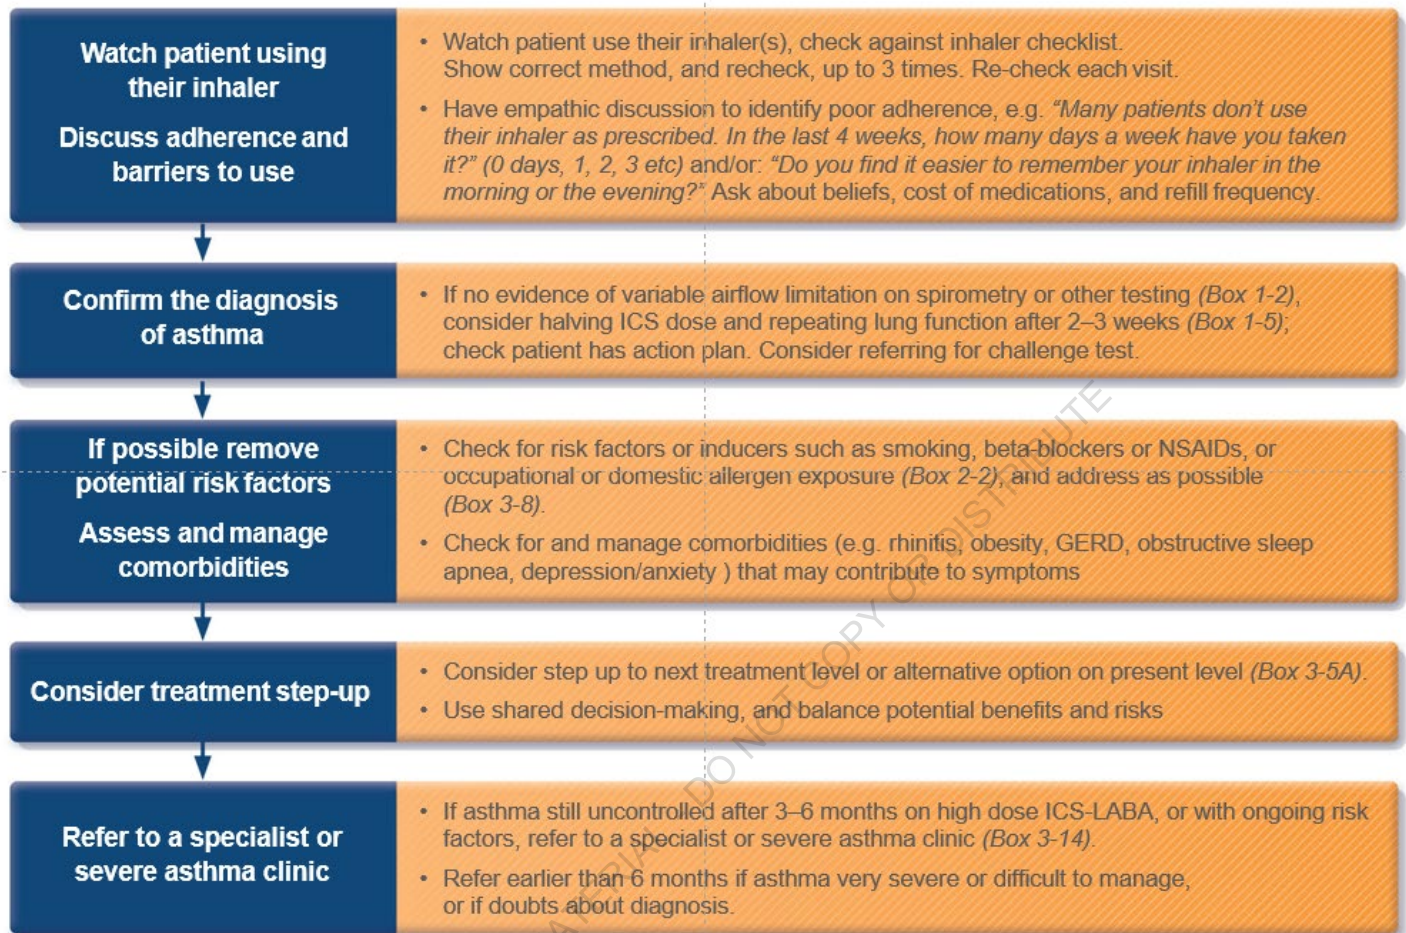 Watch patient using
their inhaler
Discuss adherence and
barriers to use
• Watch patient use their inhaler(s), check against inhaler checklist.
Show correct method, and recheck, up to 3 times. Re-check each visit.
• Have empathic discussion to identify poor adherence, e.g. “Many patients don’t use
their inhaler as prescribed. In the last 4 weeks, how many days a week have you taken
it?” (0 days, 1, 2, 3 etc) and/or: “Do you find it easier to remember your inhaler in the
morning or the evening?” Ask about beliefs, cost of medications, and refill frequency.
Confirm the diagnosis
of asthma
• If no evidence of variable airflow limitation on spirometry or other testing (Box 1-2),
consider halving ICS dose and repeating lung function after 2–3 weeks (Box 1-5);
check patient has action plan. Consider referring for challenge test.
If possible remove
potential risk factors
Assess and manage
comorbidities
• Check for risk factors or inducers such as smoking, beta-blockers or NSAIDs, or
occupational or domestic allergen exposure (Box 2-2), and address as possible
(Box 3-8).
• Check for and manage comorbidities (e.g. rhinitis, obesity, GERD, obstructive sleep
apnea, depression/anxiety ) that may contribute to symptoms
Consider treatment step-up
• Consider step up to next treatment level or alternative option on present level (Box 3-5A).
• Use shared decision-making, and balance potential benefits and risks
Refer to a specialist or
severe asthma clinic
• If asthma still uncontrolled after 3–6 months on high dose ICS-LABA, or with ongoing risk
factors, refer to a specialist or severe asthma clinic (Box 3-14).
• Refer earlier than 6 months if asthma very severe or difficult to manage,
or if doubts about diagnosis.
DO NOT COPY OR DISTRIBUTE